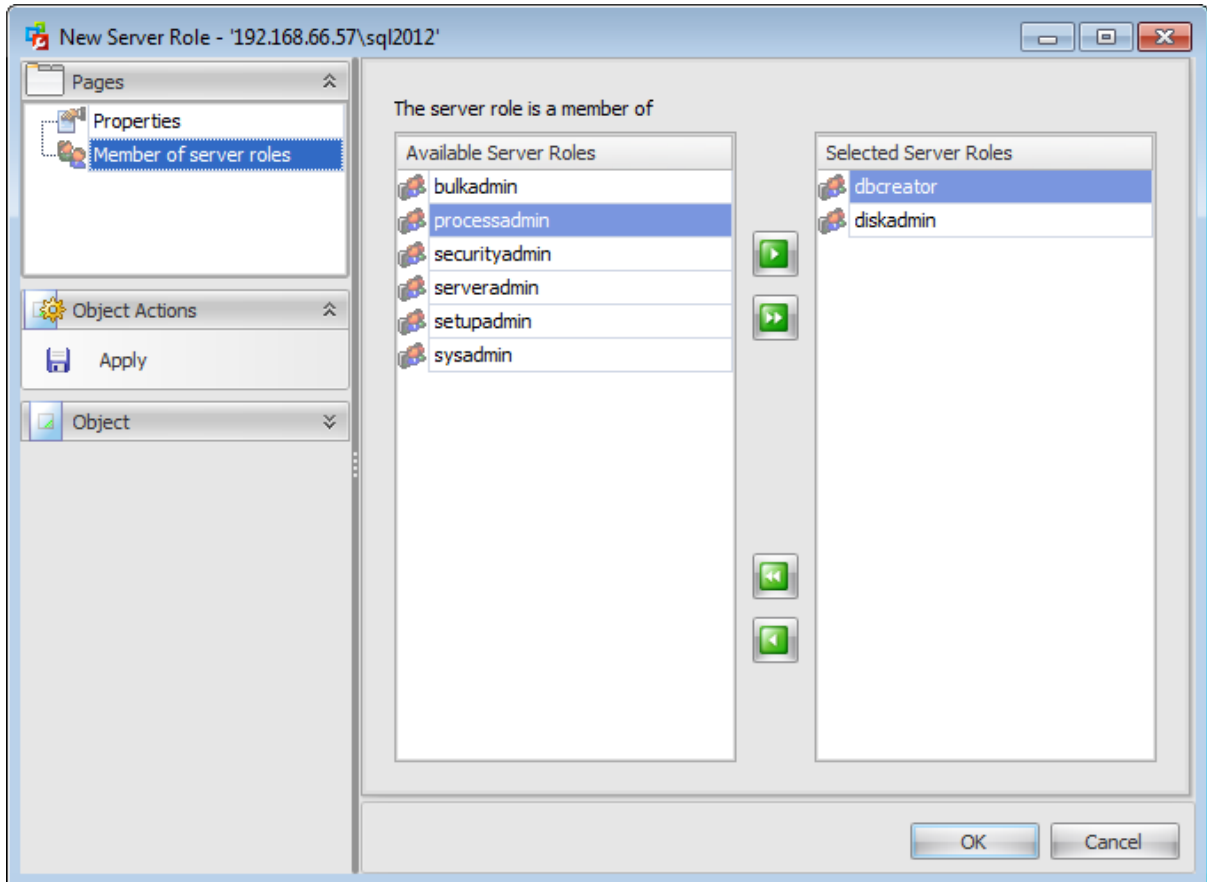 New Server Role - '192.168.66.57\sql2012'
Pages
Properties
Member of server roles
Object Actions
Apply
Object
The server role is a member of
Available Server Roles
bulkadmin
processadmin
securityadmin
serveradmin
setupadmin
sysadmin
Selected Server Roles
dbcreator
diskadmin
OK
Cancel